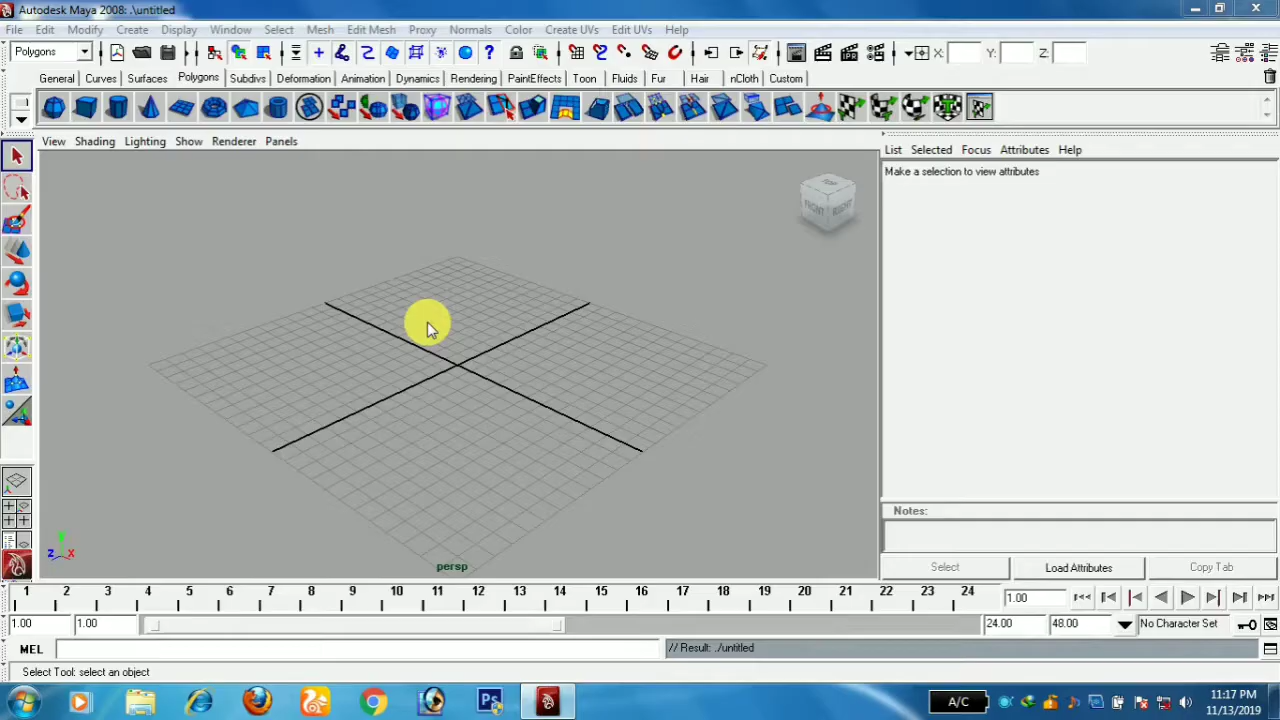 Autodesk Maya 2008: .\untitled
File Edit Modify Create Display Window Select Mesh Edit Mesh Proxy Normals Color Create UVs Edit UVs Help
Polygons X: Y: Z:
General Curves Surfaces Polygons Subdivs Deformation Animation Dynamics Rendering PaintEffects Toon Fluids Fur Hair nCloth Custom
View Shading Lighting Show Renderer Panels
List Selected Focus Attributes Help
Make a selection to view attributes
TOP
FRONT RIGHT
Notes:
z x
persp
Select Load Attributes Copy Tab
1 2 3 4 5 6 7 8 9 10 11 12 13 14 15 16 17 18 19 20 21 22 23 24 1.00
1.00 1.00 24.00 48.00 No Character Set
MEL // Result: ./untitled
Select Tool: select an object
Ps A/C 11:17 PM
11/13/2019